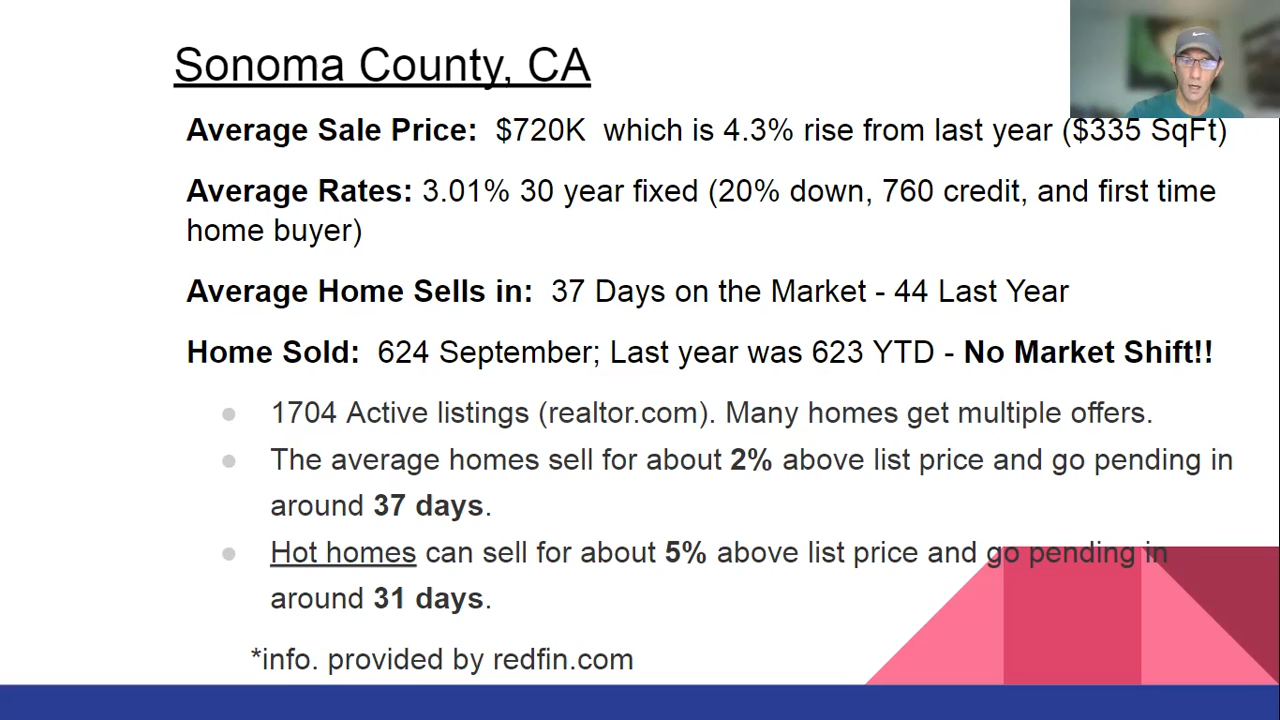 Sonoma County, CA
Average Sale Price: $720K which is 4.3% rise from last year ($335 SqFt)
Average Rates: 3.01% 30 year fixed (20% down, 760 credit, and first time
home buyer)
Average Home Sells in: 37 Days on the Market - 44 Last Year
Home Sold: 624 September; Last year was 623 YTD - No Market Shift!!
1704 Active listings (realtor.com). Many homes get multiple offers.
The average homes sell for about 2% above list price and go pending in
around 37 days.
Hot homes can sell for about 5% above list price and go pending in
around 31 days.
*info. provided by redfin.com